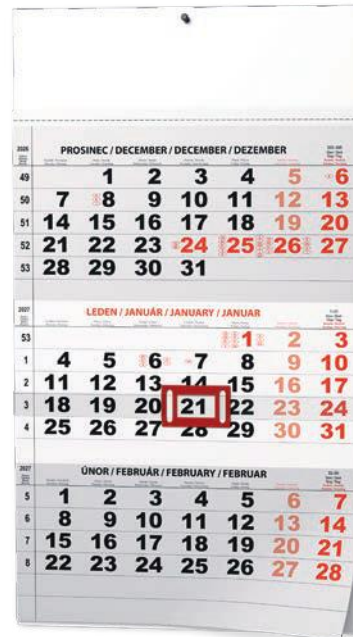 2026
PROSINEC / DECEMBER / DECEMBER / DEZEMBER
49 1 2 3 4 5 6
50 7 8 9 10 11 12 13
51 14 15 16 17 18 19 20
52 21 22 23 24 25 26 27
53 28 29 30 31
2027
LEDEN / JANUÁR / JANUARY / JANUAR
53 1 2 3
1 4 5 6 7 8 9 10
2 11 12 13 14 15 16 17
3 18 19 20 21 22 23 24
4 25 26 27 28 29 30 31
2027
ÚNOR / FEBRUÁR / FEBRUARY / FEBRUAR
5 1 2 3 4 5 6 7
6 8 9 10 11 12 13 14
7 15 16 17 18 19 20 21
8 22 23 24 25 26 27 28